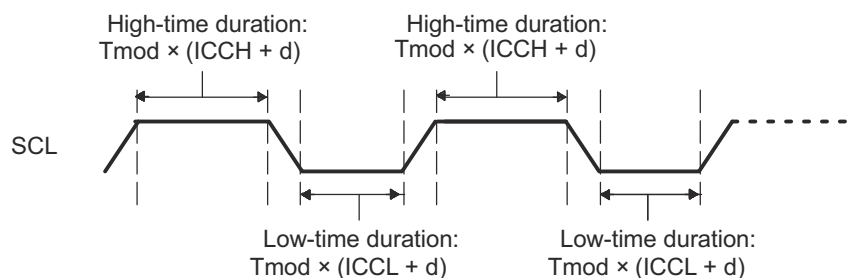 High-time duration:
Tmod × (ICCH + d)
High-time duration:
Tmod × (ICCH + d)
SCL
Low-time duration:
Tmod × (ICCL + d)
Low-time duration:
Tmod × (ICCL + d)